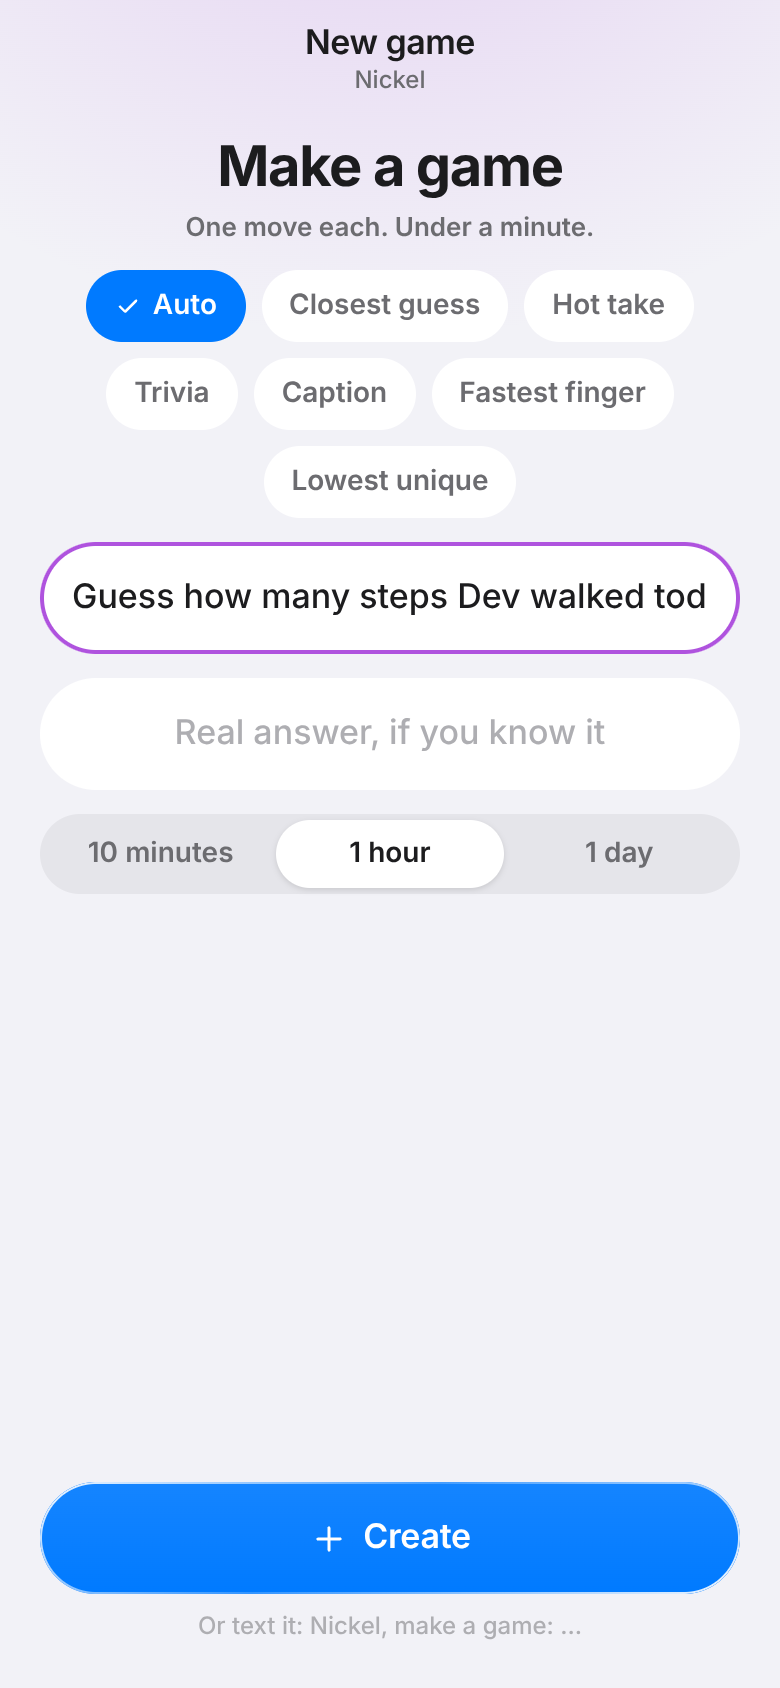 New game
Nickel
Make a game
One move each. Under a minute.
Auto
Closest guess
Hot take
Trivia
Caption
Fastest finger
Lowest unique
Guess how many steps Dev walked tod
Real answer, if you know it
10 minutes
1 hour
1 day
Create
Or text it: Nickel, make a game: ...